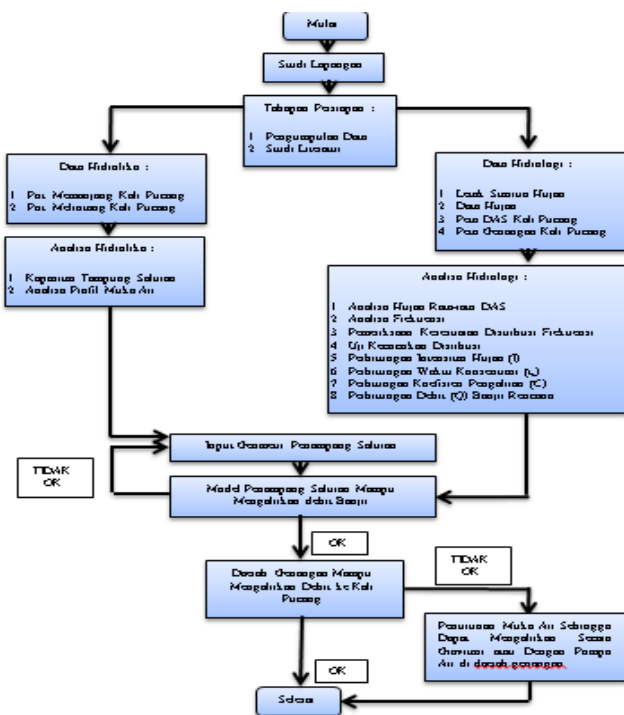 Mulai
Studi Lapangan
Tahapan Persiapan :
1 Pengumpulan Data
2 Studi Literatur
Data Hidrolika :
1 Pot. Memanjang Kali Pucang
2 Pot. Melintang Kali Pucang
Data Hidrologi :
1 Letak Stasiun Hujan
2 Data Hujan
3 Peta DAS Kali Pucang
4 Peta Genangan Kali Pucang
Analisa Hidrolika :
1 Kapasitas Tampung Saluran
2 Analisa Profil Muka Air
Analisa Hidrologi :
1 Analisa Hujan Rata-rata DAS
2 Analisa Frekuensi
3 Pemeriksaan Kesesuaian Distribusi Frekuensi
4 Uji Kecocokan Distribusi
5 Perhitungan Intensitas Hujan (I)
6 Perhitungan Waktu Konsentrasi
7 Perhitungan Koefisien Pengaliran (C)
8 Perhitungan Debit (Q) Banjir Rencana
Input Geometri Penampang Saluran
TIDAK
OK
Model Penampang Saluran Mampu
Mengalirkan debit Banjir
OK
TIDAK
OK
Daerah Genangan Mampu
Mengalirkan Debit ke Kali
Pucang
Penurunan Muka Air Sehingga
Dapat Mengalirkan Secara
Gravitasi atau Dengan Pompa
Air di daerah genangan
OK
Selesai